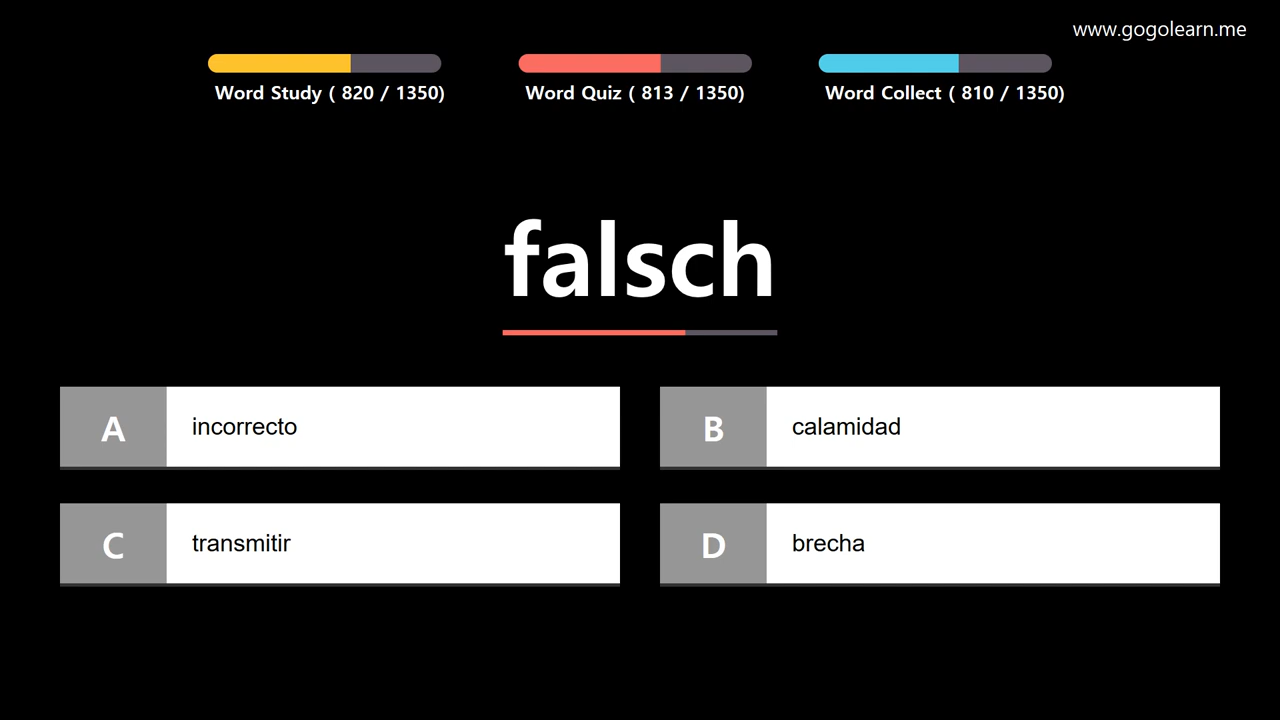 www.gogolearn.me
Word Study ( 820 / 1350)
Word Quiz ( 813 / 1350)
Word Collect ( 810 / 1350)
falsch
A incorrecto
B calamidad
C transmitir
D brecha